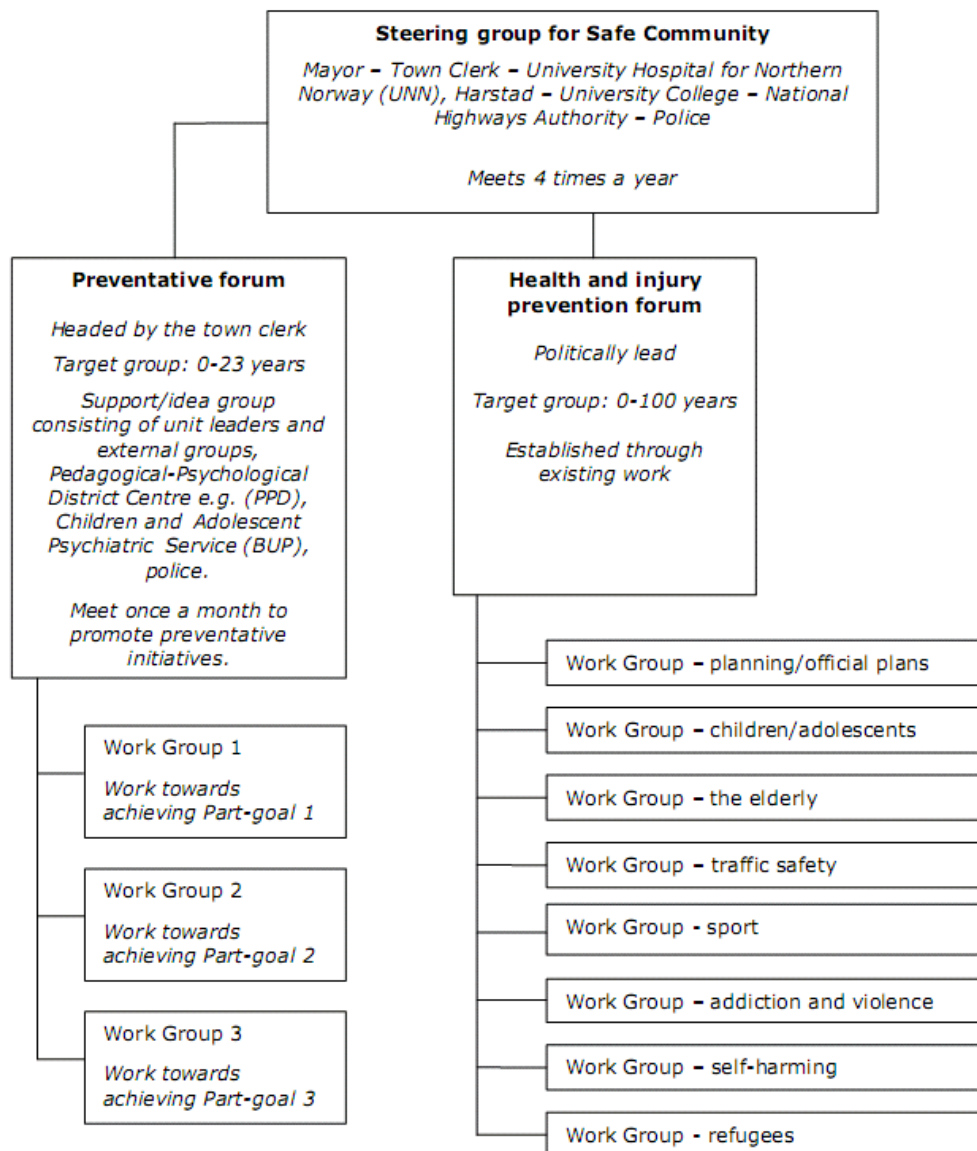 Steering group for Safe Community
Mayor – Town Clerk – University Hospital for Northern
Norway (UNN), Harstad – University College – National
Highways Authority – Police
Meets 4 times a year
Preventative forum
Headed by the town clerk
Target group: 0-23 years
Support/idea group
consisting of unit leaders and
external groups,
Pedagogical-Psychological
District Centre e.g. (PPD),
Children and Adolescent
Psychiatric Service (BUP),
police.
Meet once a month to
promote preventative
initiatives.
Work Group 1
Work towards
achieving Part-goal 1
Work Group 2
Work towards
achieving Part-goal 2
Work Group 3
Work towards
achieving Part-goal 3
Health and injury
prevention forum
Politically lead
Target group: 0-100 years
Established through
existing work
Work Group – planning/official plans
Work Group – children/adolescents
Work Group – the elderly
Work Group – traffic safety
Work Group - sport
Work Group – addiction and violence
Work Group – self-harming
Work Group - refugees